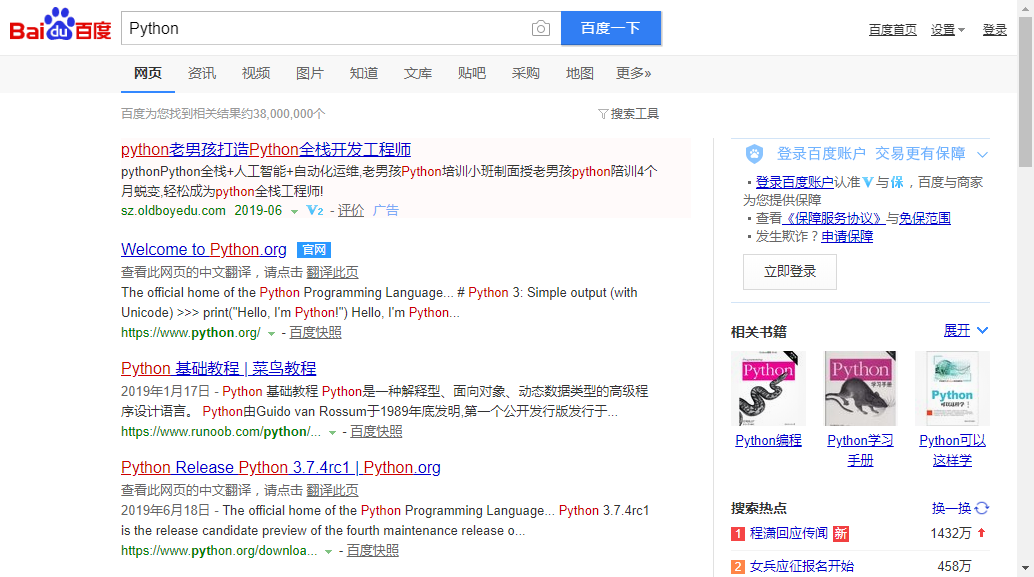 Bai du 百度
Python
百度一下
百度首页 设置 登录
网页 资讯 视频 图片 知道 文库 贴吧 采购 地图 更多»
百度为您找到相关结果约38,000,000个
搜索工具
python老男孩打造Python全栈开发工程师
pythonPython全栈+人工智能+自动化运维,老男孩Python培训小班制面授老男孩python陪训4个
月蜕变,轻松成为python全栈工程师!
sz.oldboyedu.com 2019-06 V2 - 评价 广告
Welcome to Python.org 官网
查看此网页的中文翻译，请点击 翻译此页
The official home of the Python Programming Language... # Python 3: Simple output (with
Unicode) >>> print("Hello, I'm Python!") Hello, I'm Python...
https://www.python.org/ - 百度快照
Python 基础教程 | 菜鸟教程
2019年1月17日 - Python 基础教程 Python是一种解释型、面向对象、动态数据类型的高级程
序设计语言。 Python由Guido van Rossum于1989年底发明,第一个公开发行版发行于...
https://www.runoob.com/python/... - 百度快照
Python Release Python 3.7.4rc1 | Python.org
查看此网页的中文翻译，请点击 翻译此页
2019年6月18日 - The official home of the Python Programming Language... Python 3.7.4rc1
is the release candidate preview of the fourth maintenance release o...
https://www.python.org/downloa... - 百度快照
登录百度账户 交易更有保障
·登录百度账户认准V与保，百度与商家
为您提供保障
·查看《保障服务协议》与免保范围
·发生欺诈？申请保障
立即登录
相关书籍
展开
Python
Python
学习手册
Python
可以这样学
Python编程
Python学习
手册
Python可以
这样学
搜索热点
换一换
1 程潇回应传闻 新 1432万
2 女兵应征报名开始 458万